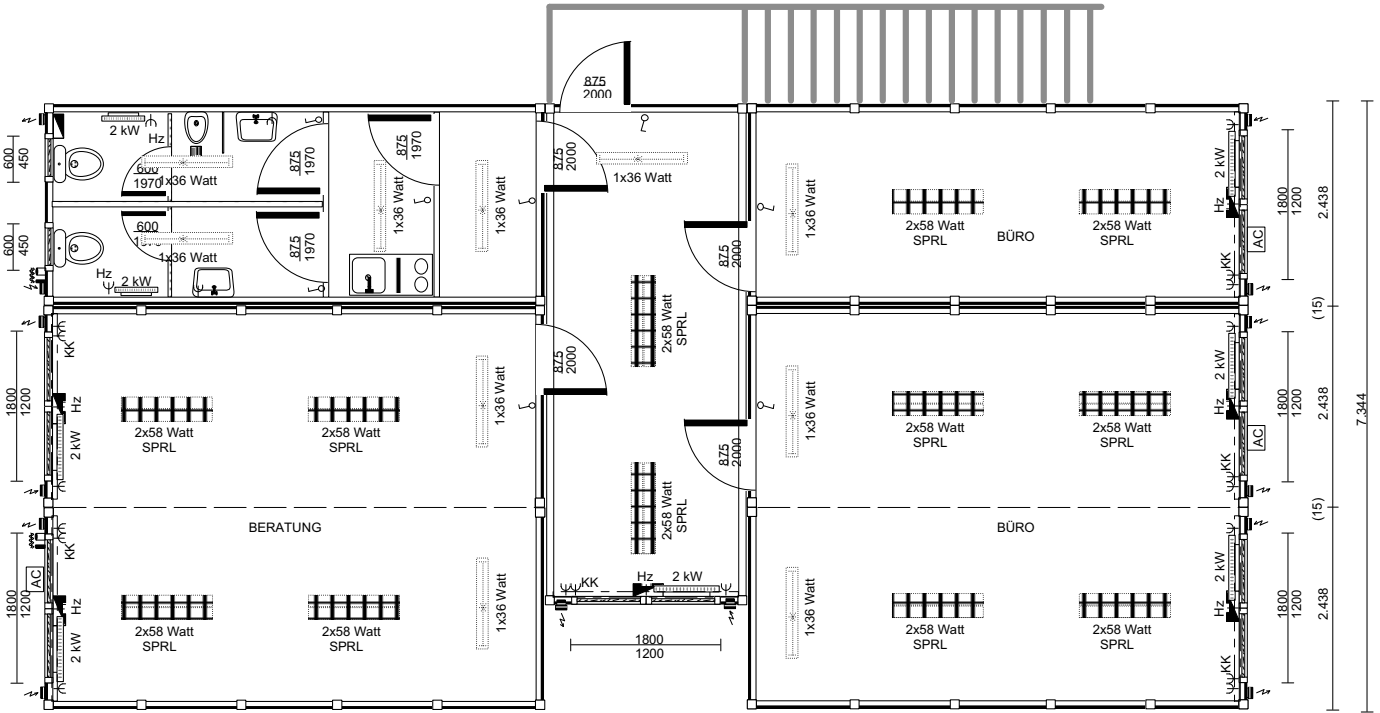 875
2000
2 kW
Hz
600
1970
1x36 Watt
875
1970
875
1970
1x36 Watt
1x36 Watt
875
2000
1x36 Watt
1x36 Watt
2x58 Watt
SPRL
BÜRO
2x58 Watt
SPRL
2 kW
Hz
AC
KK
1800
1200
2.438
600
450
600
450
600
1x36 Watt
Hz
2 kW
875
1970
875
2000
2x58 Watt
SPRL
(15)
KK
1800
1200
Hz
2 kW
2x58 Watt
SPRL
2x58 Watt
SPRL
1x36 Watt
875
2000
1x36 Watt
2x58 Watt
SPRL
2x58 Watt
SPRL
2 kW
Hz
AC
KK
1800
1200
2.438
7.344
875
2000
2x58 Watt
SPRL
BERATUNG
BÜRO
(15)
KK
AC
1800
1200
Hz
2 kW
2x58 Watt
SPRL
2x58 Watt
SPRL
1x36 Watt
KK
Hz
2 kW
1800
1200
1x36 Watt
2x58 Watt
SPRL
2x58 Watt
SPRL
2 kW
Hz
KK
1800
1200
2.438